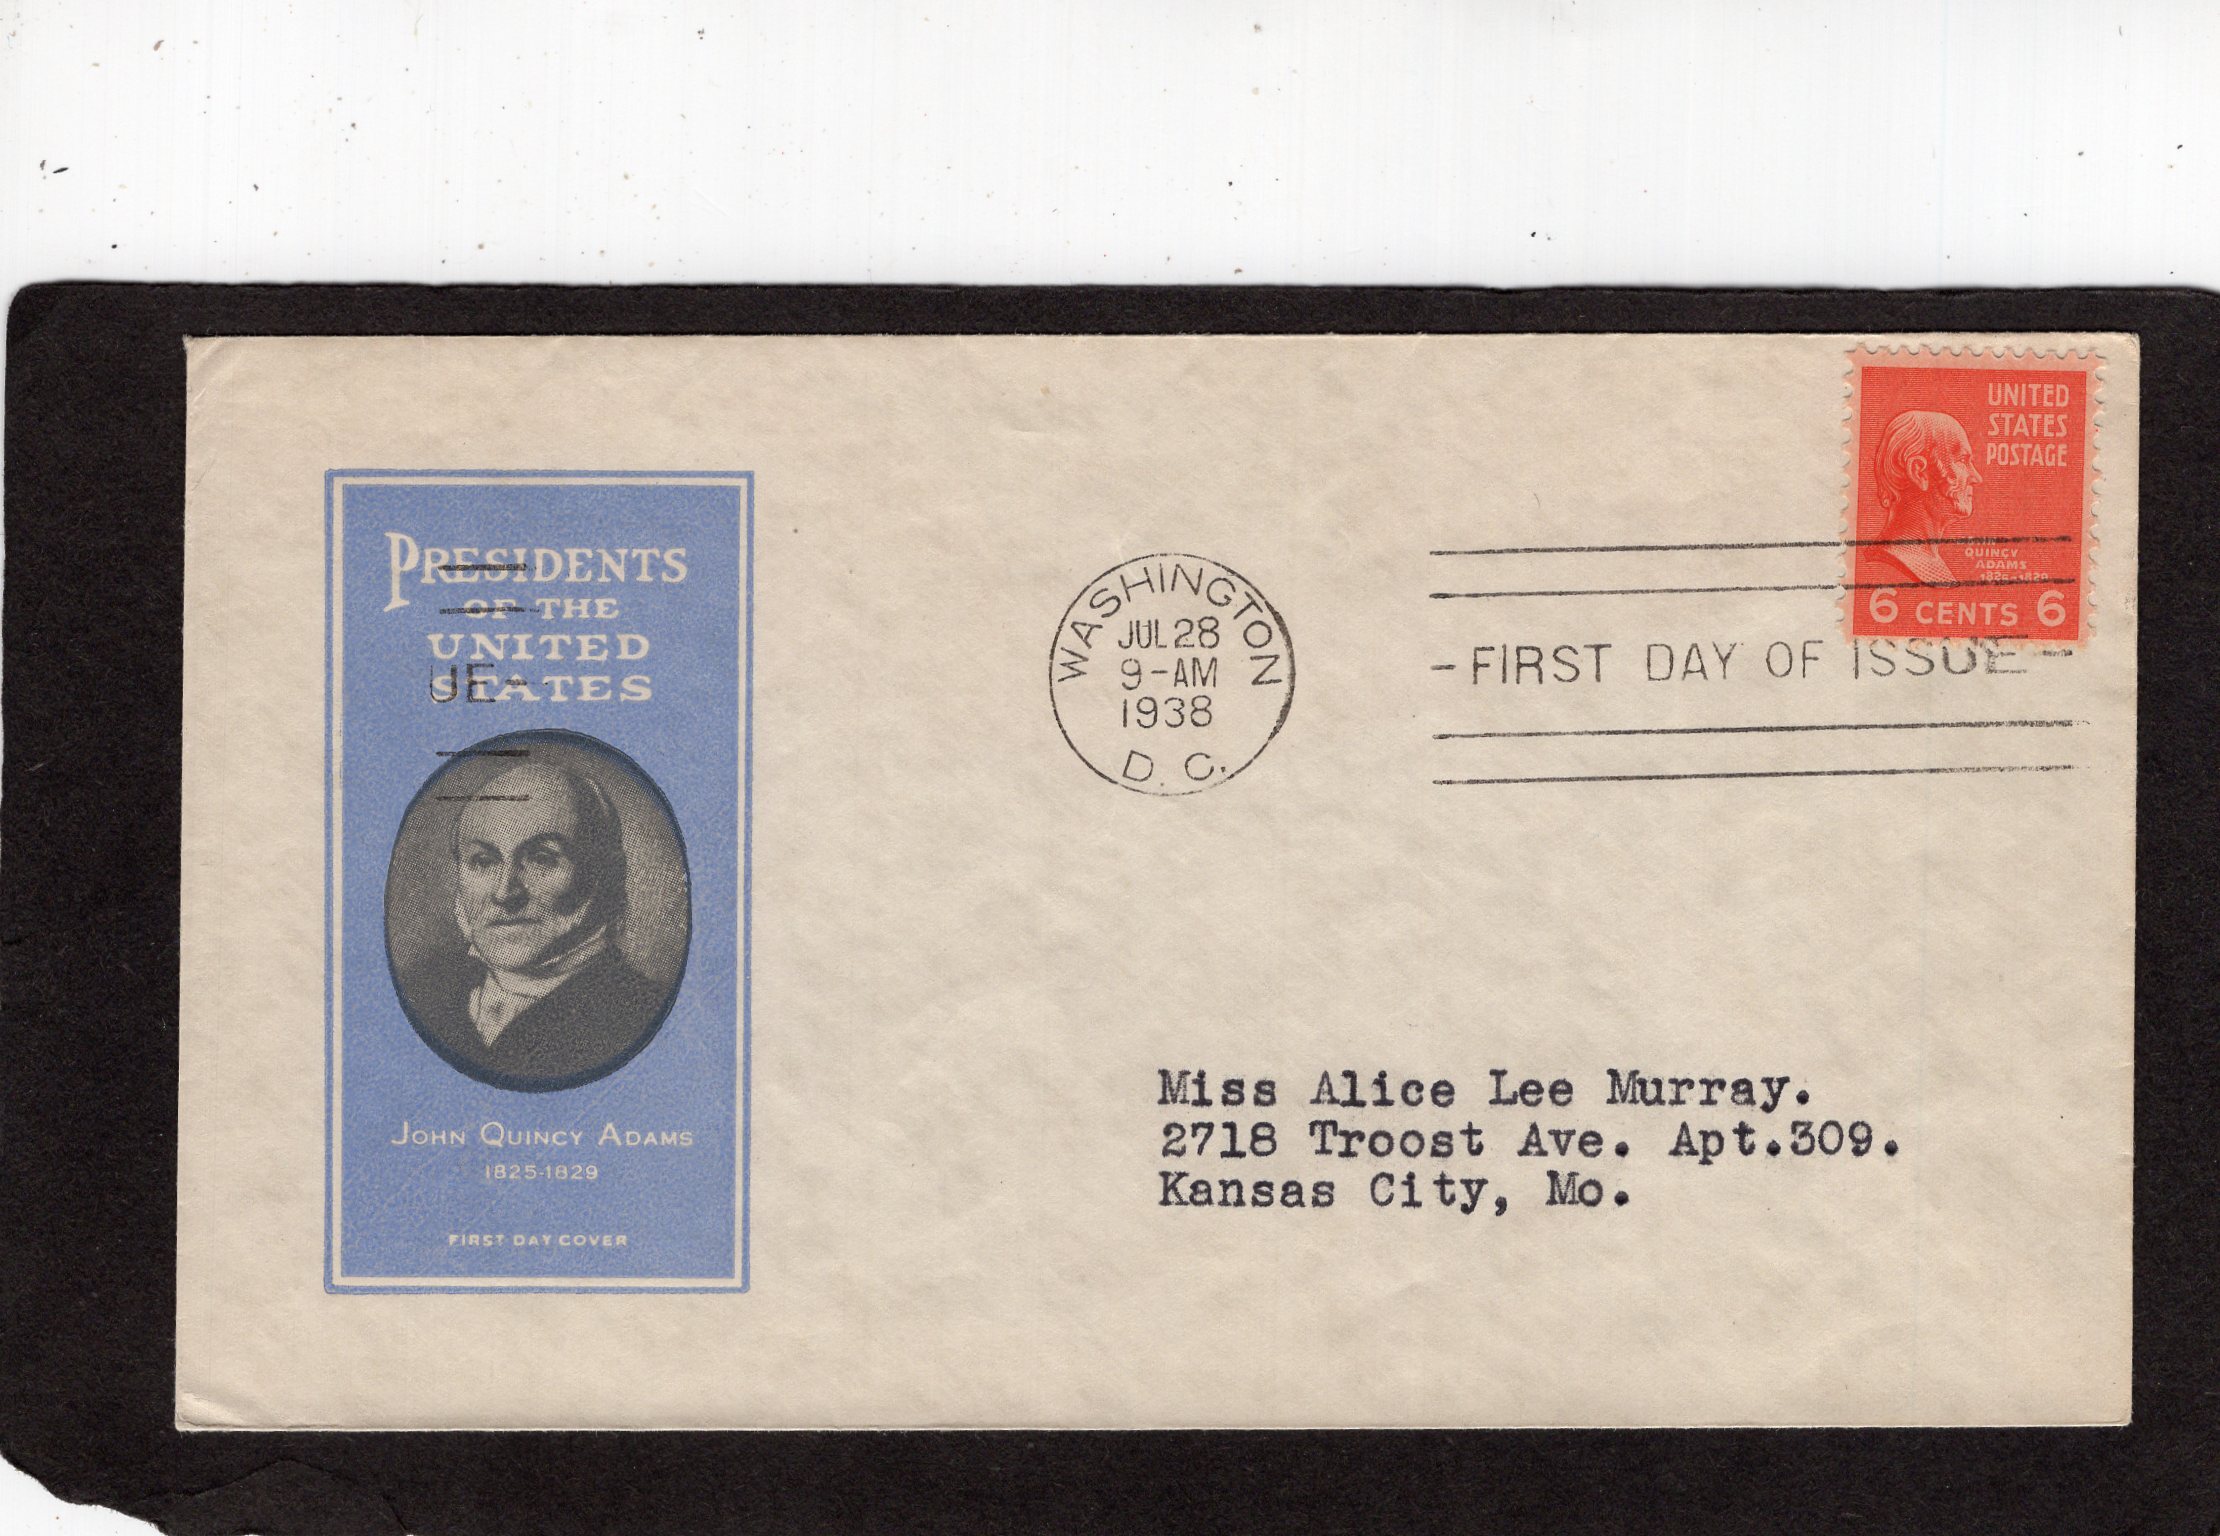 PRESIDENTS
OF THE
UNITED
STATES
UE -
JOHN QUINCY ADAMS
1825-1829
FIRST DAY COVER
WASHINGTON
JUL 28
9-AM
1938
D. C.
- FIRST DAY OF ISSUE -
UNITED
STATES
POSTAGE
JOHN
QUINCY
ADAMS
1825-1829
6 CENTS 6
Miss Alice Lee Murray.
2718 Troost Ave. Apt.309.
Kansas City, Mo.